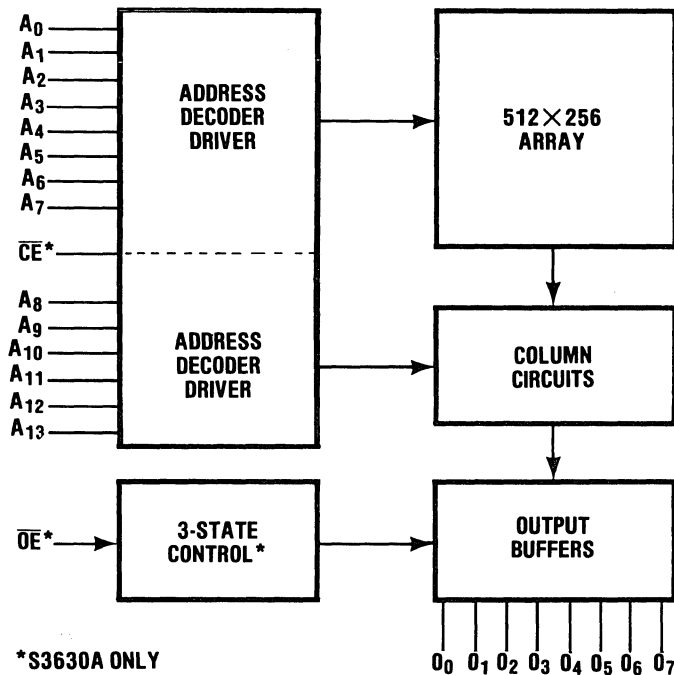 A0
A1
A2
A3
A4
A5
A6
A7
C̅E̅*
A8
A9
A10
A11
A12
A13
ADDRESS
DECODER
DRIVER
ADDRESS
DECODER
DRIVER
512×256
ARRAY
COLUMN
CIRCUITS
O̅E̅*
3-STATE
CONTROL*
OUTPUT
BUFFERS
*S3630A ONLY
O0 O1 O2 O3 O4 O5 O6 O7